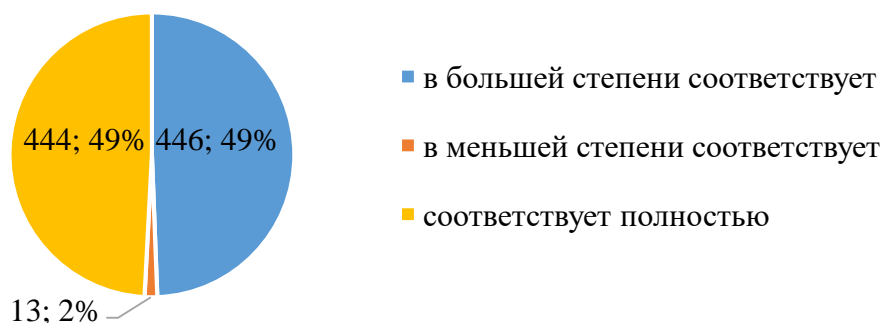 444; 49%
446; 49%
13; 2%
в большей степени соответствует
в меньшей степени соответствует
соответствует полностью